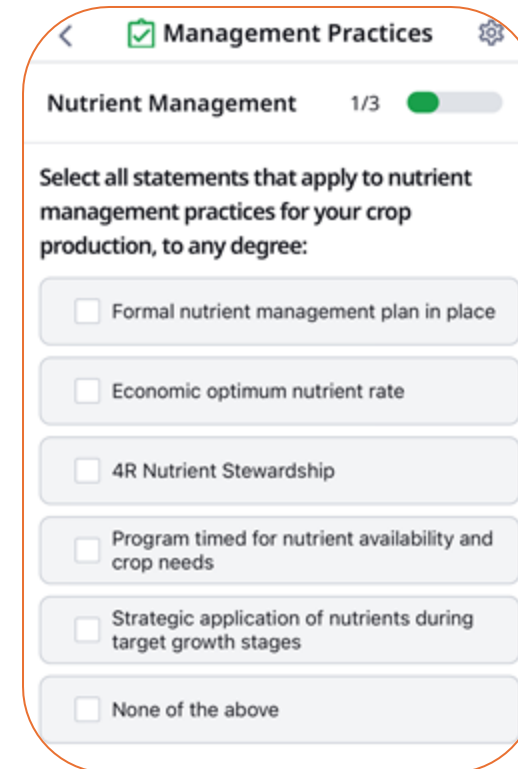 Management Practices
Nutrient Management 1/3
Select all statements that apply to nutrient
management practices for your crop
production, to any degree:
Formal nutrient management plan in place
Economic optimum nutrient rate
4R Nutrient Stewardship
Program timed for nutrient availability and
crop needs
Strategic application of nutrients during
target growth stages
None of the above